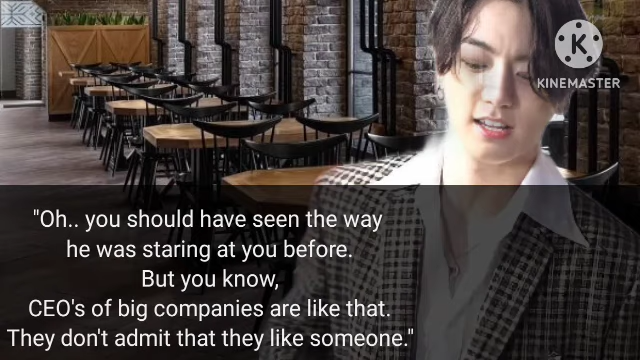 KINEMASTER
"Oh.. you should have seen the way
he was staring at you before.
But you know,
CEO's of big companies are like that.
They don't admit that they like someone."